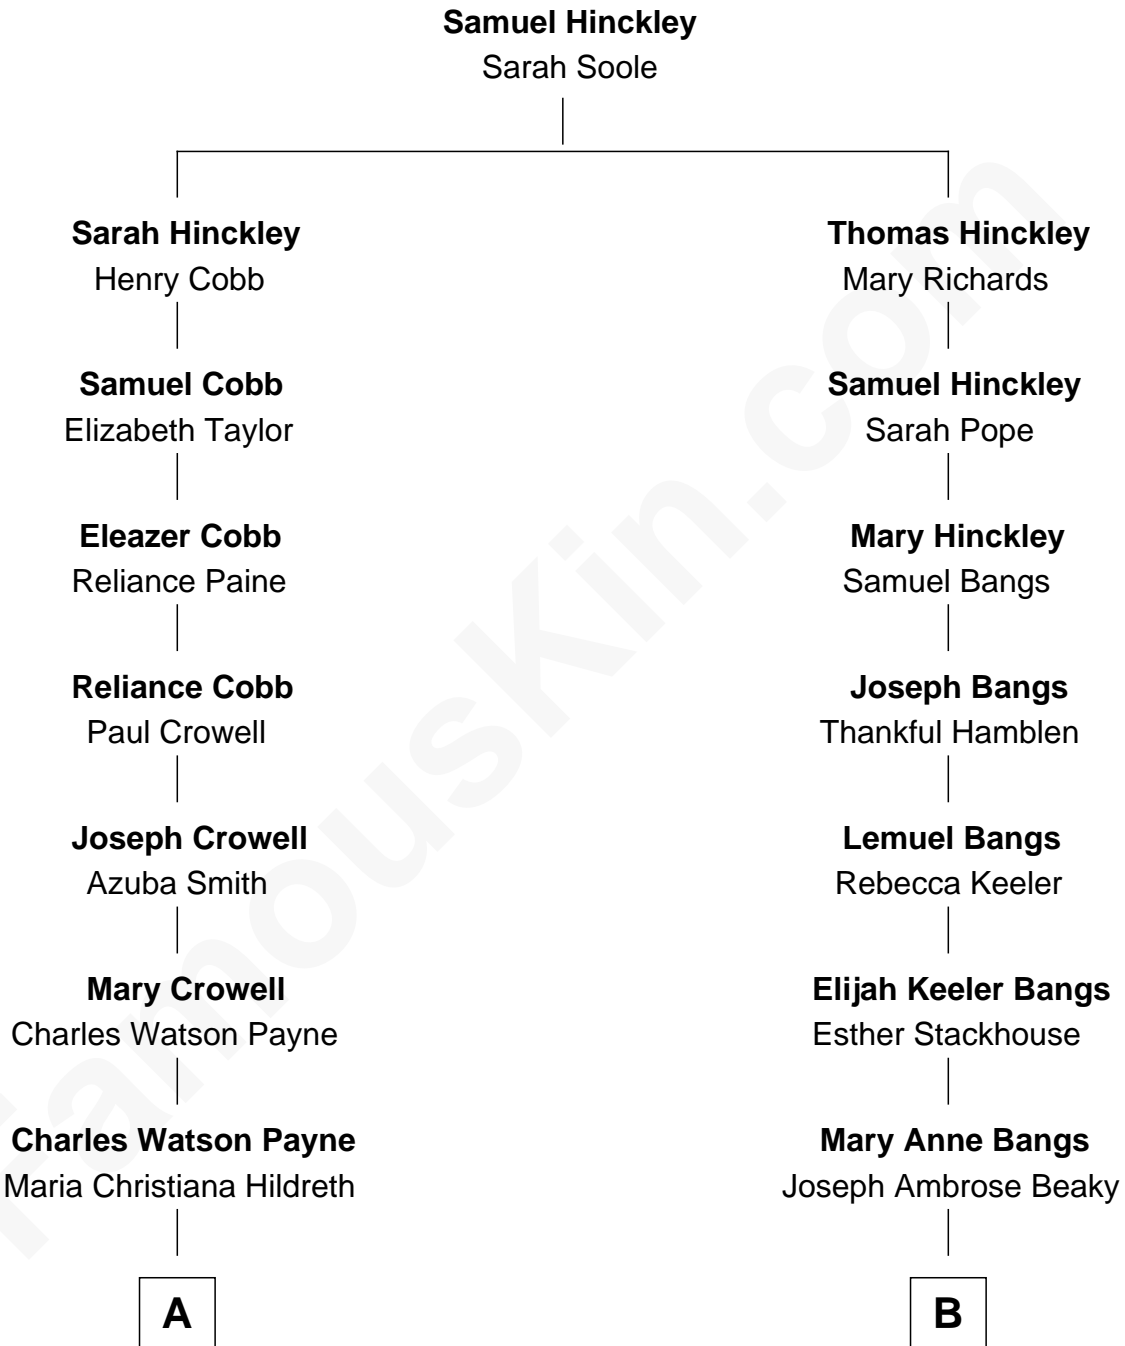 Samuel Hinckley
Sarah Soole
Sarah Hinckley
Henry Cobb
Thomas Hinckley
Mary Richards
Samuel Cobb
Elizabeth Taylor
Samuel Hinckley
Sarah Pope
Eleazer Cobb
Reliance Paine
Mary Hinckley
Samuel Bangs
Reliance Cobb
Paul Crowell
Joseph Bangs
Thankful Hamblen
Joseph Crowell
Azuba Smith
Lemuel Bangs
Rebecca Keeler
Mary Crowell
Charles Watson Payne
Elijah Keeler Bangs
Esther Stackhouse
Charles Watson Payne
Maria Christiana Hildreth
Mary Anne Bangs
Joseph Ambrose Beaky
A
B
FamousKin.com